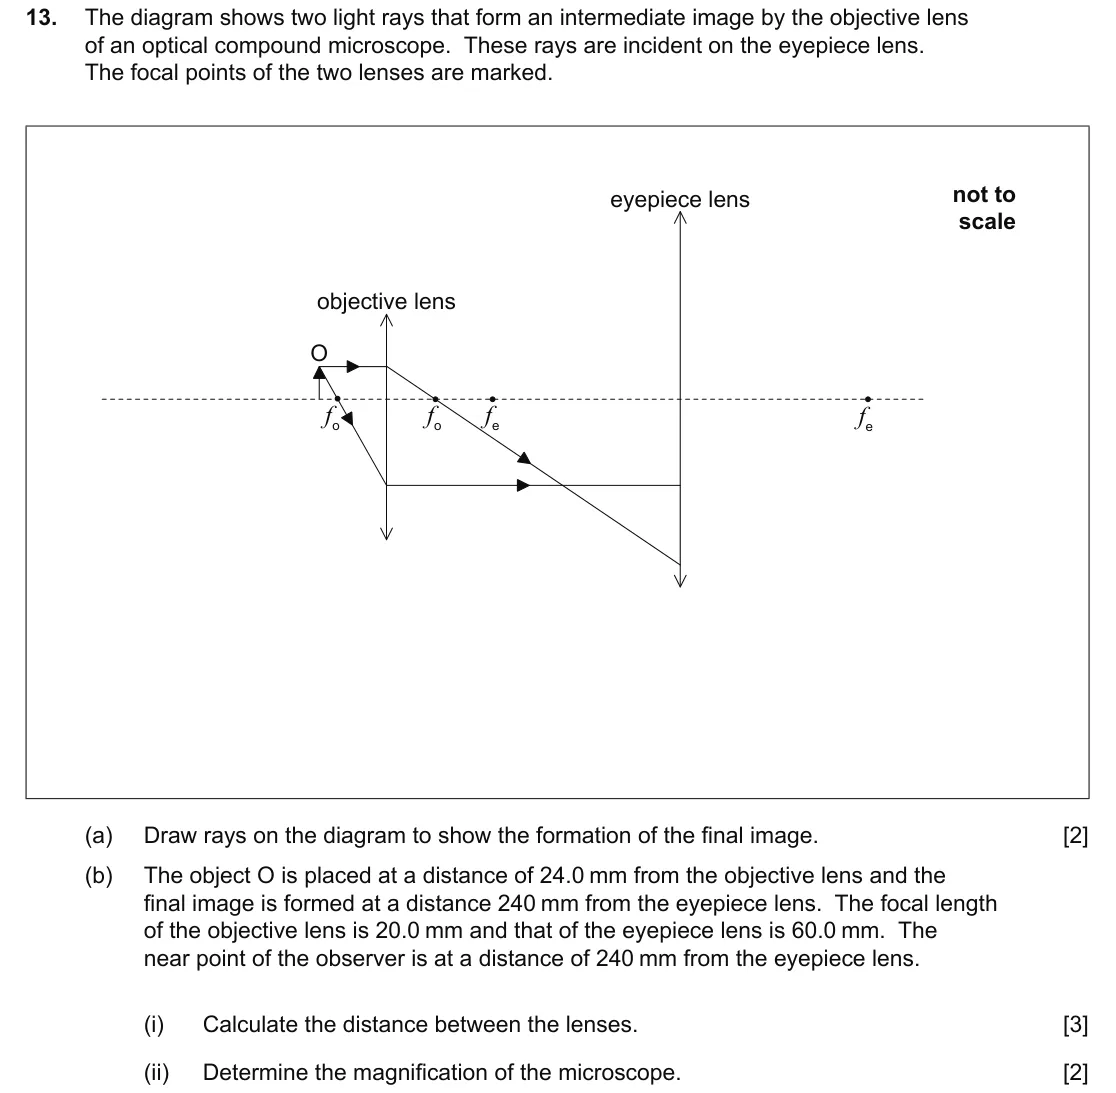 13. The diagram shows two light rays that form an intermediate image by the objective lens
of an optical compound microscope. These rays are incident on the eyepiece lens.
The focal points of the two lenses are marked.
eyepiece lens
not to
scale
objective lens
O
fo
fo
fe
fe
(a) Draw rays on the diagram to show the formation of the final image. [2]
(b) The object O is placed at a distance of 24.0 mm from the objective lens and the
final image is formed at a distance 240 mm from the eyepiece lens. The focal length
of the objective lens is 20.0 mm and that of the eyepiece lens is 60.0 mm. The
near point of the observer is at a distance of 240 mm from the eyepiece lens.
(i) Calculate the distance between the lenses. [3]
(ii) Determine the magnification of the microscope. [2]